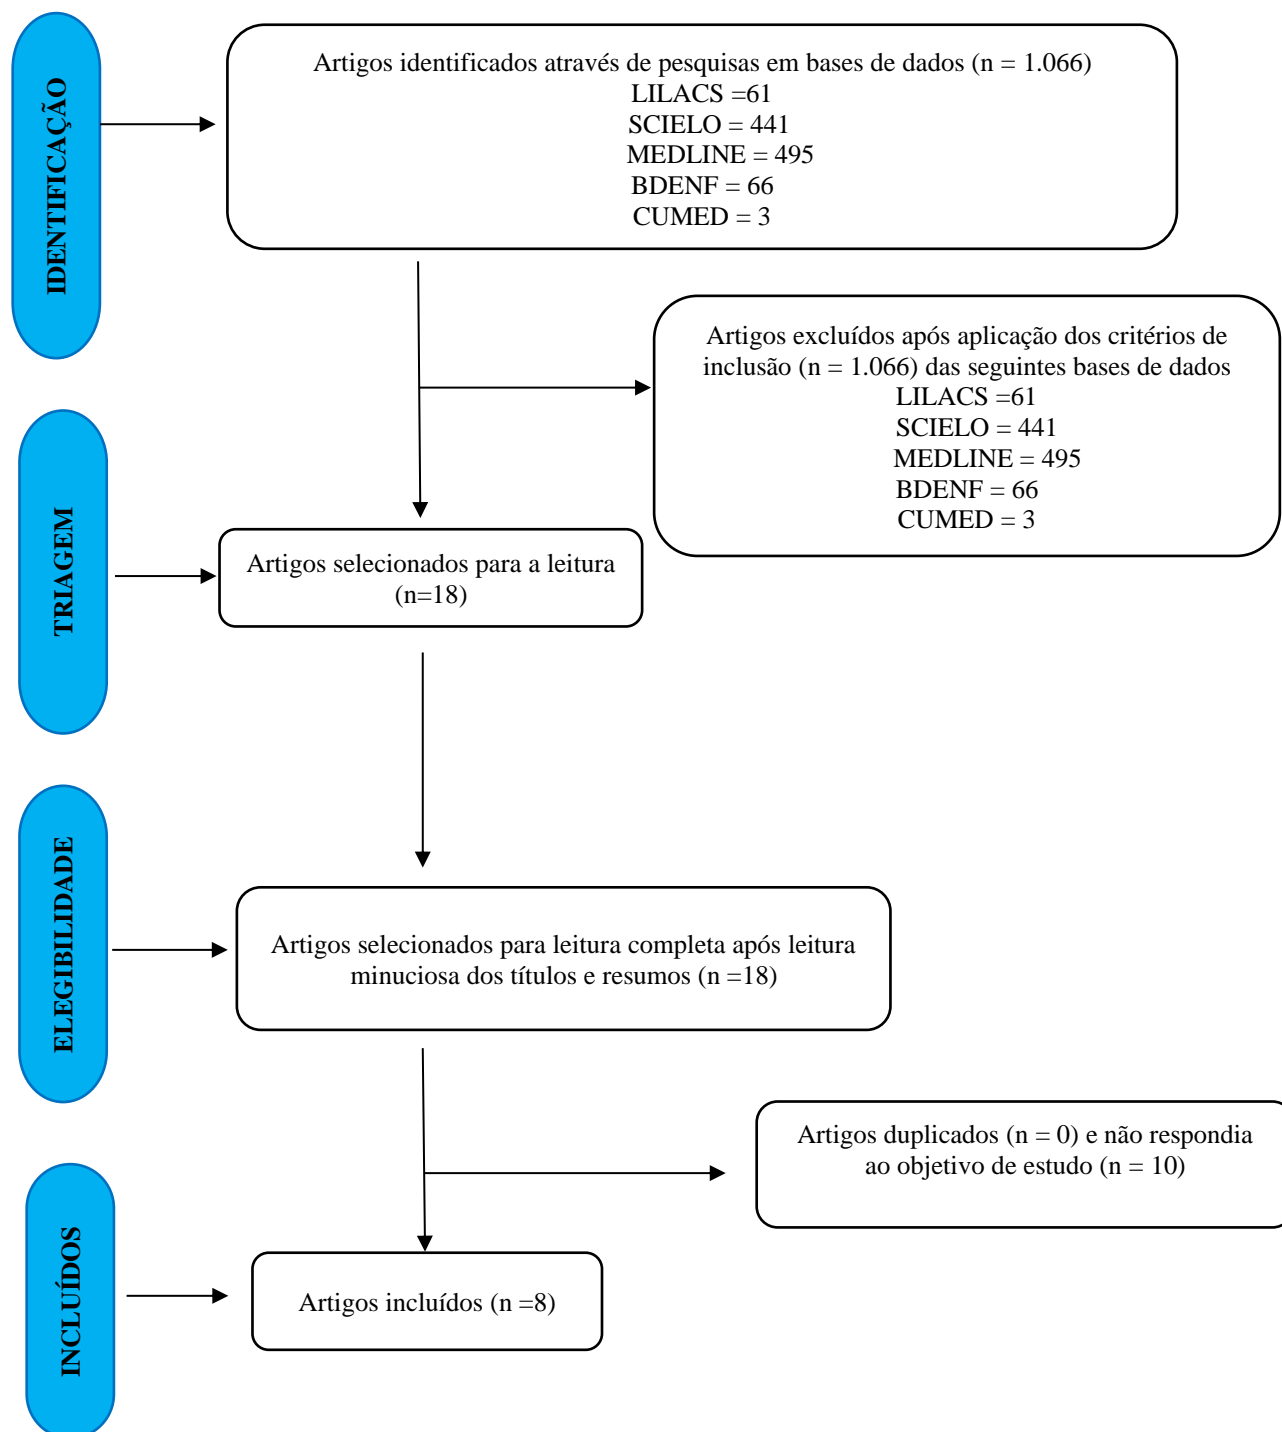 IDENTIFICAÇÃO
Artigos identificados através de pesquisas em bases de dados (n = 1.066)
LILACS =61
SCIELO = 441
MEDLINE = 495
BDENF = 66
CUMED = 3
Artigos excluídos após aplicação dos critérios de
inclusão (n = 1.066) das seguintes bases de dados
LILACS =61
SCIELO = 441
MEDLINE = 495
BDENF = 66
CUMED = 3
TRIAGEM
Artigos selecionados para a leitura
(n=18)
ELEGIBILIDADE
Artigos selecionados para leitura completa após leitura
minuciosa dos títulos e resumos (n =18)
Artigos duplicados (n = 0) e não respondia
ao objetivo de estudo (n = 10)
INCLUÍDOS
Artigos incluídos (n =8)